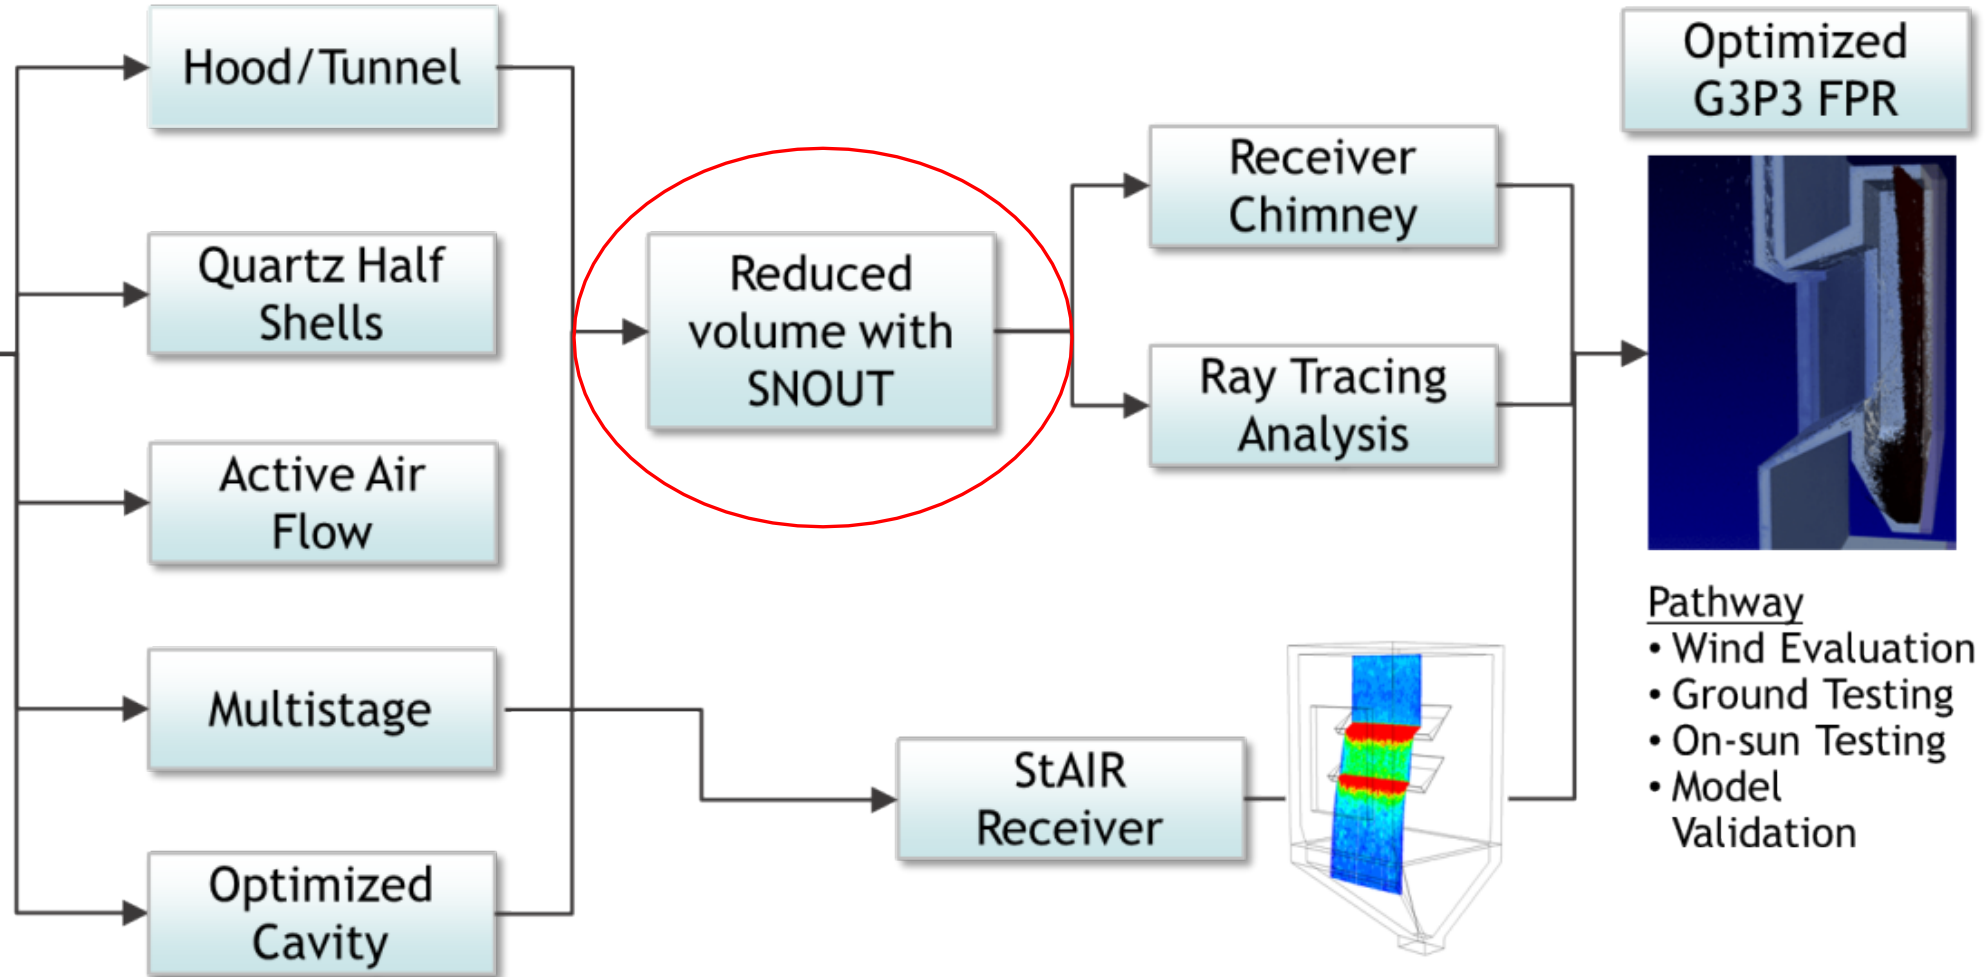 Hood/Tunnel
Quartz Half
Shells
Active Air
Flow
Multistage
Optimized
Cavity
Reduced
volume with
SNOUT
Receiver
Chimney
Ray Tracing
Analysis
StAIR
Receiver
Optimized
G3P3 FPR
Pathway
• Wind Evaluation
• Ground Testing
• On-sun Testing
• Model
Validation